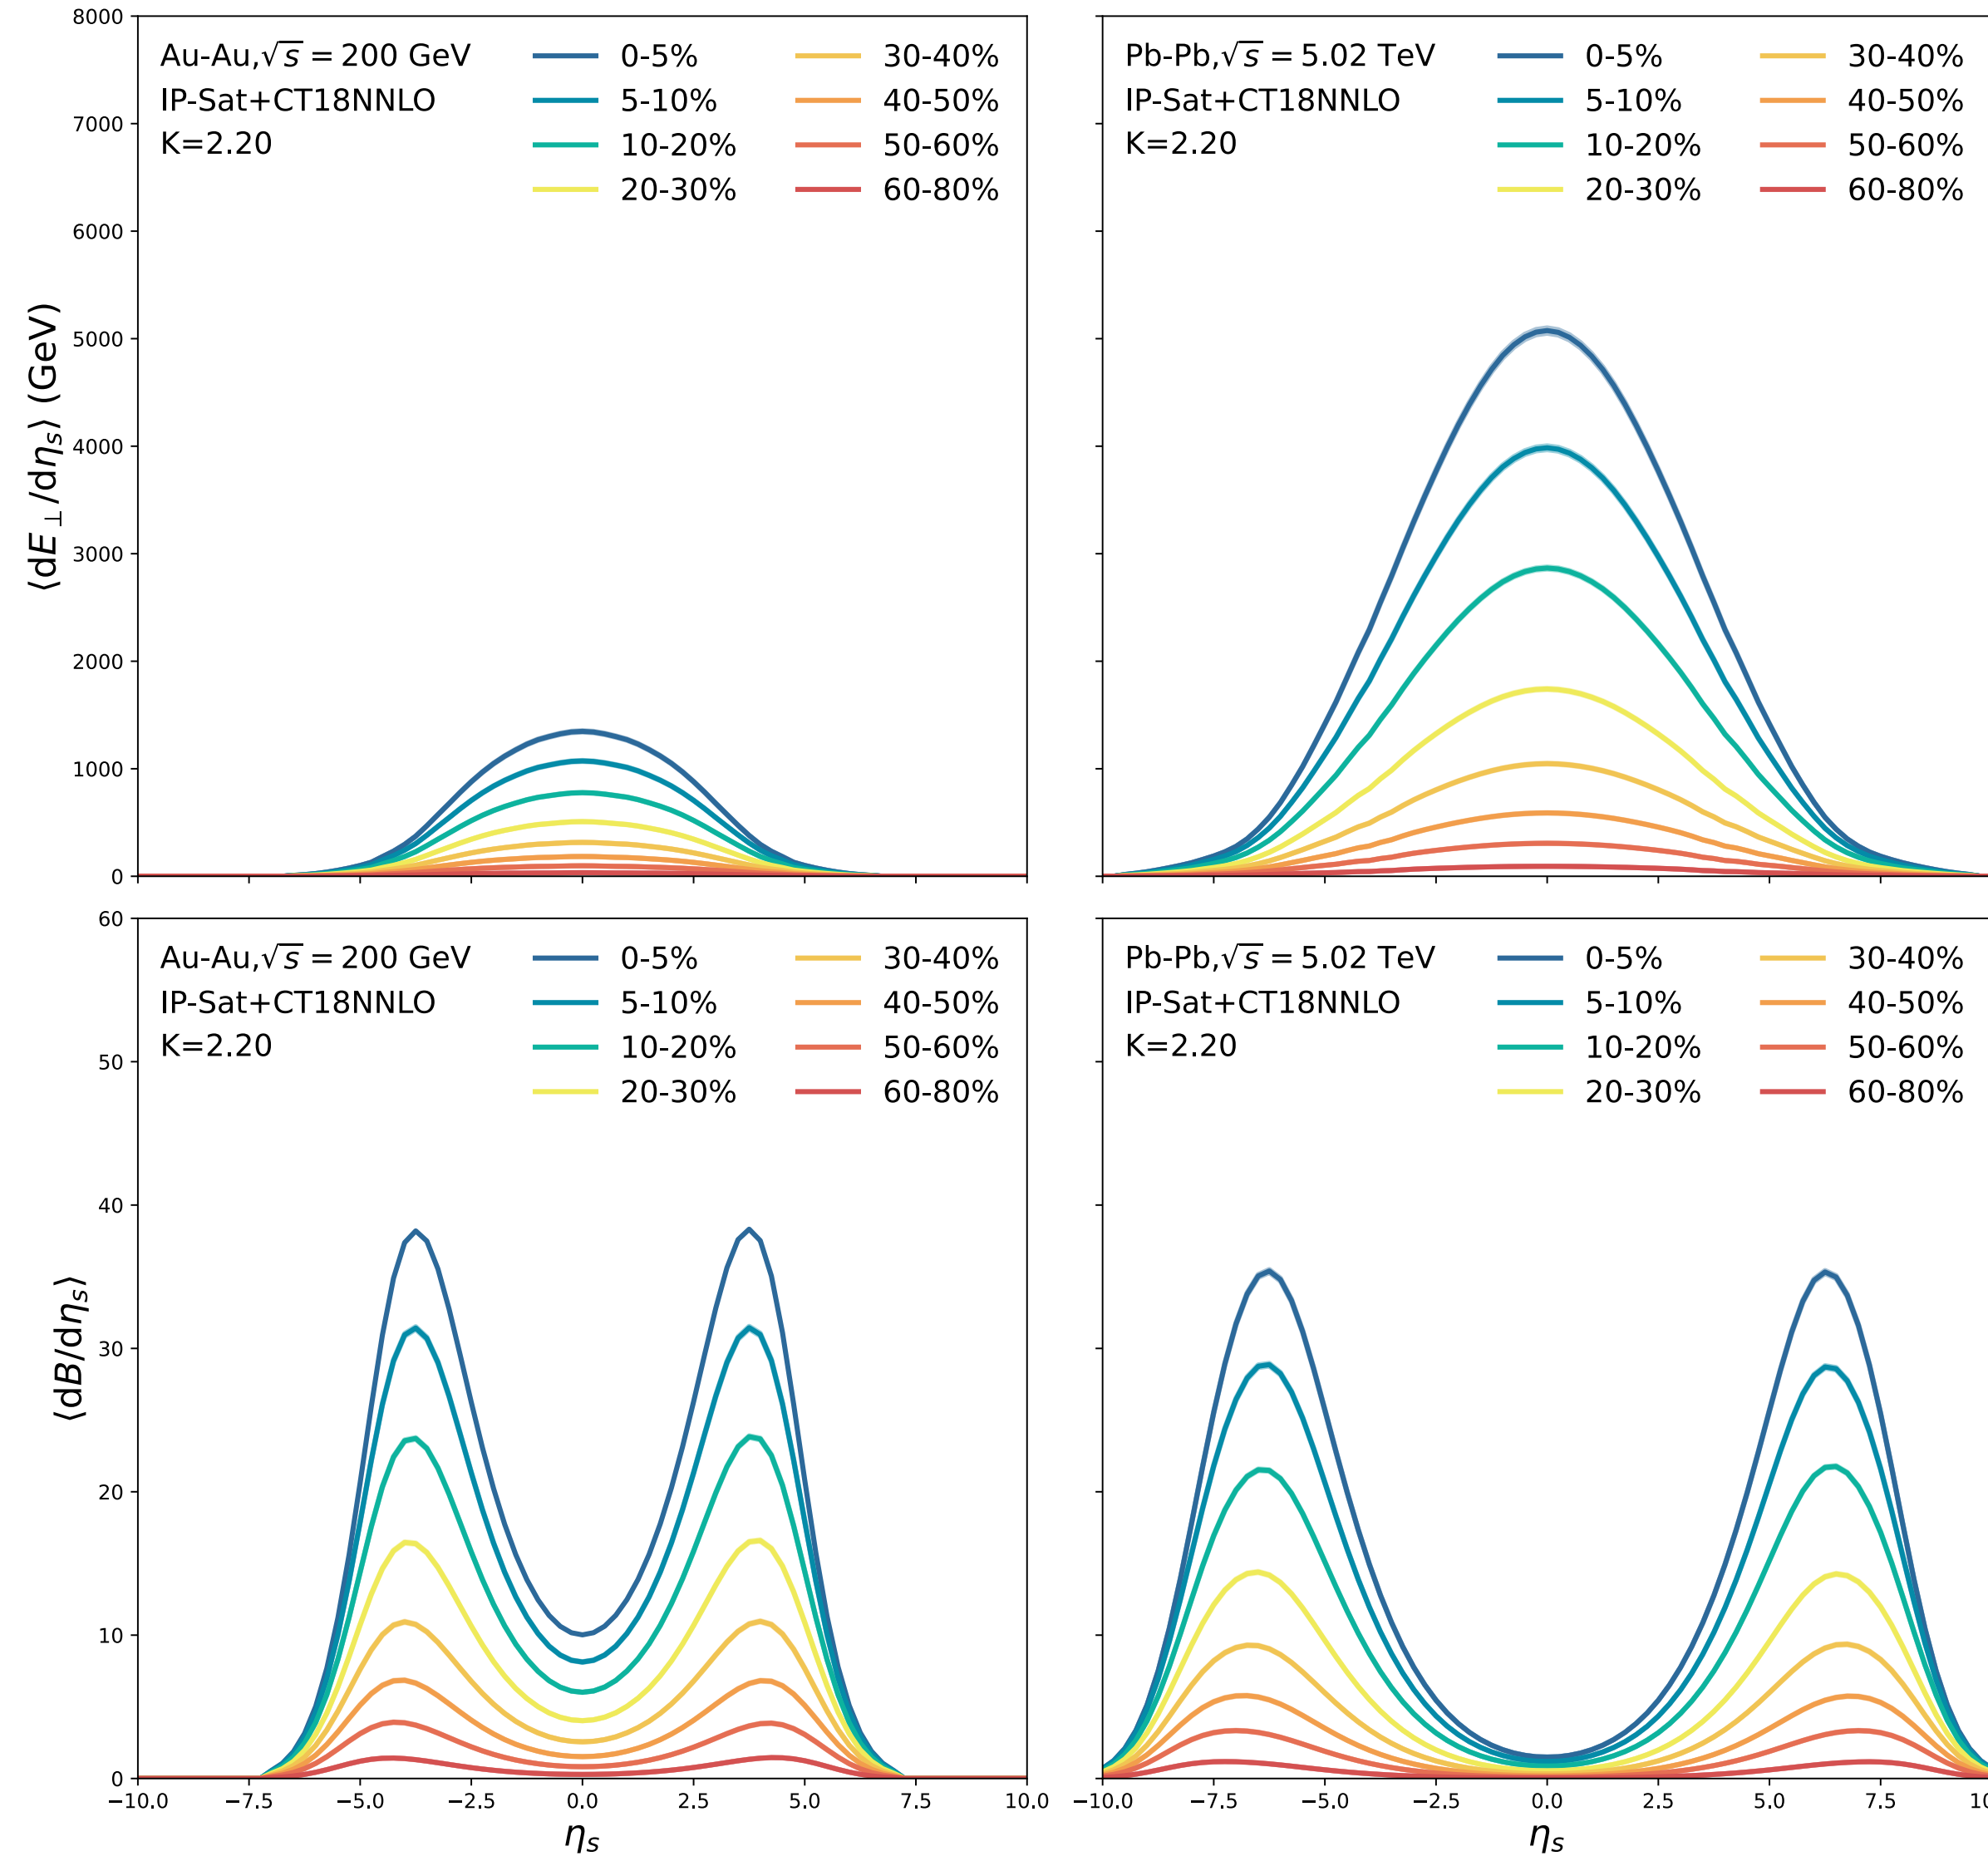 8000
7000
6000
5000
4000
3000
2000
1000
0
⟨dE⊥/dηs⟩ (GeV)
Au-Au,√s = 200 GeV
IP-Sat+CT18NNLO
K=2.20
0-5%
5-10%
10-20%
20-30%
30-40%
40-50%
50-60%
60-80%
Pb-Pb,√s = 5.02 TeV
IP-Sat+CT18NNLO
K=2.20
0-5%
5-10%
10-20%
20-30%
30-40%
40-50%
50-60%
60-80%
60
50
40
30
20
10
0
⟨dB/dηs⟩
Au-Au,√s = 200 GeV
IP-Sat+CT18NNLO
K=2.20
0-5%
5-10%
10-20%
20-30%
30-40%
40-50%
50-60%
60-80%
−10.0 −7.5 −5.0 −2.5 0.0 2.5 5.0 7.5 10.0
ηs
Pb-Pb,√s = 5.02 TeV
IP-Sat+CT18NNLO
K=2.20
0-5%
5-10%
10-20%
20-30%
30-40%
40-50%
50-60%
60-80%
−10.0 −7.5 −5.0 −2.5 0.0 2.5 5.0 7.5
ηs